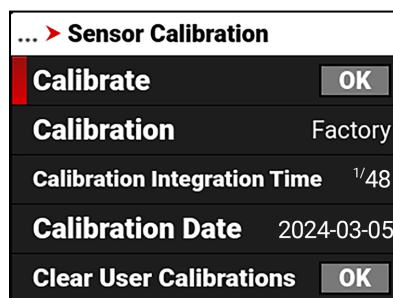 ... > Sensor Calibration
Calibrate OK
Calibration Factory
Calibration Integration Time 1/48
Calibration Date 2024-03-05
Clear User Calibrations OK